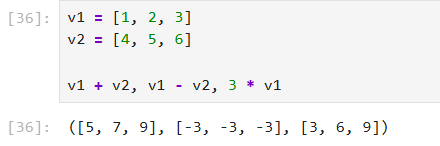 [36]: v1 = [1, 2, 3]
v2 = [4, 5, 6]
v1 + v2, v1 - v2, 3 * v1
[36]: ([5, 7, 9], [-3, -3, -3], [3, 6, 9])